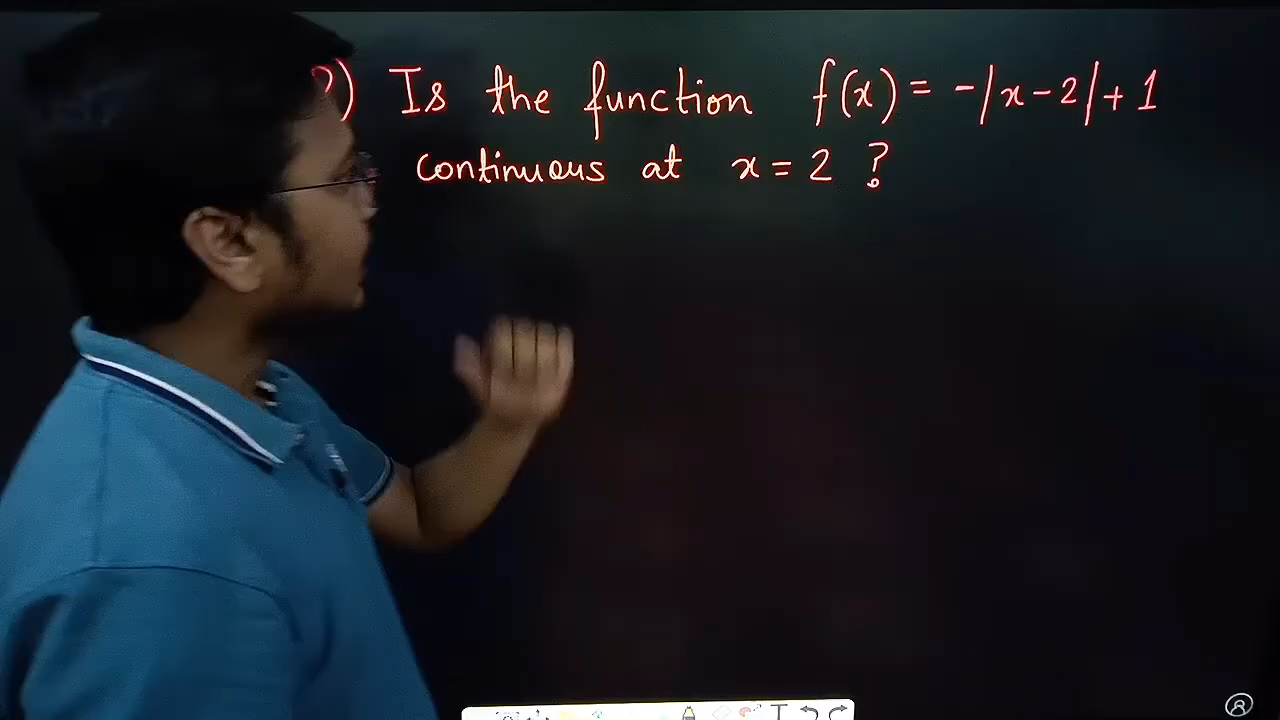 ?) Is the function f(x) = -|x-2|+1
continuous at x = 2 ?